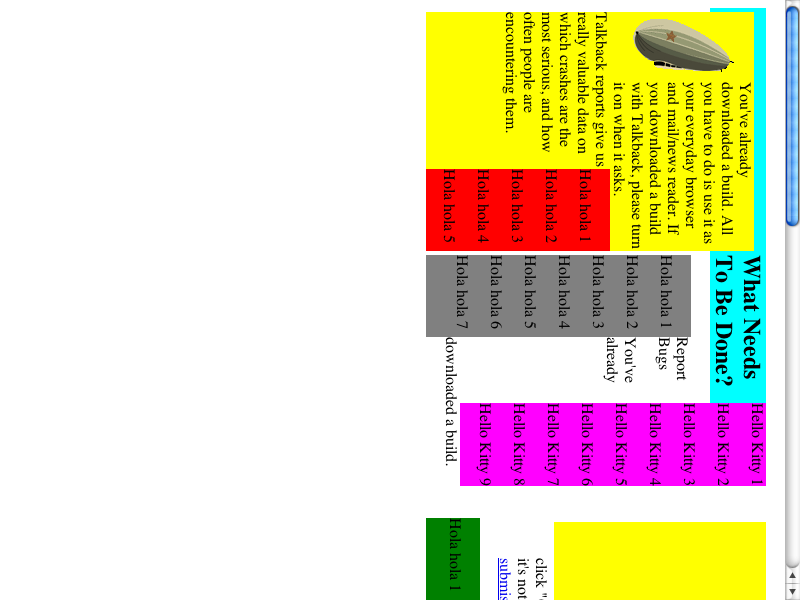 You've already
downloaded a build. All
you have to do is use it as
your everyday browser
and mail/news reader. If
you downloaded a build
with Talkback, please turn
it on when it asks.
Talkback reports give us
really valuable data on
which crashes are the
most serious, and how
often people are
encountering them.
Hola hola 1
Hola hola 2
Hola hola 3
Hola hola 4
Hola hola 5
What Needs
To Be Done?
Hola hola 1
Hola hola 2
Hola hola 3
Hola hola 4
Hola hola 5
Hola hola 6
Hola hola 7
Report
Bugs
You've
already
downloaded a build.
Hello Kitty 1
Hello Kitty 2
Hello Kitty 3
Hello Kitty 4
Hello Kitty 5
Hello Kitty 6
Hello Kitty 7
Hello Kitty 8
Hello Kitty 9
click "
it's not
Hola hola 1